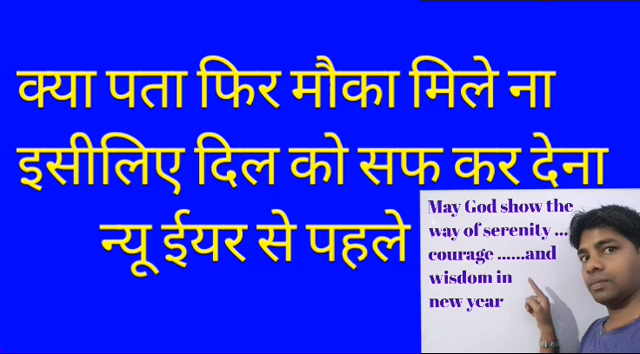 क्या पता फिर मौका मिले ना
इसीलिए दिल को सफ कर देना
न्यू ईयर से पहले
May God show the
way of serenity ...
courage ......and
wisdom in
new year